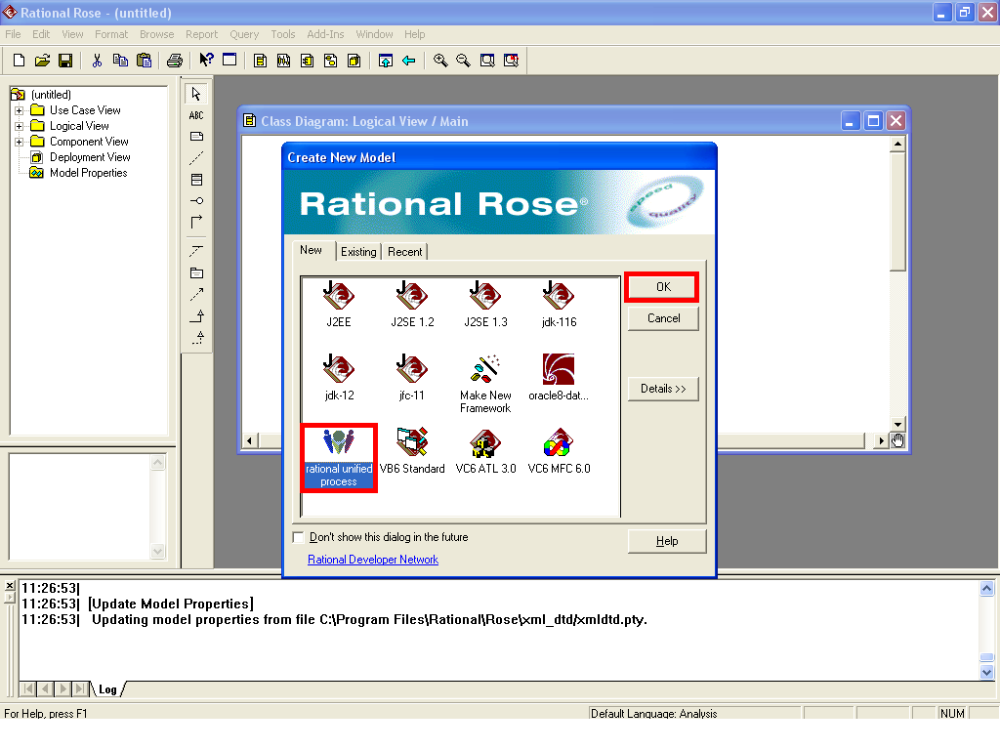 Rational Rose - (untitled)
File Edit View Format Browse Report Query Tools Add-Ins Window Help
(untitled)
Use Case View
Logical View
Component View
Deployment View
Model Properties
ABC
Class Diagram: Logical View / Main
Create New Model
Rational Rose®
speed
quality
New Existing Recent
J2EE
J2SE 1.2
J2SE 1.3
jdk-116
jdk-12
jfc-11
Make New
Framework
oracle8-dat...
rational unified
process
VB6 Standard
VC6 ATL 3.0
VC6 MFC 6.0
OK
Cancel
Details >>
Help
Don't show this dialog in the future
Rational Developer Network
11:26:53|
11:26:53| [Update Model Properties]
11:26:53| Updating model properties from file C:\Program Files\Rational\Rose\xml_dtd/xmldtd.pty.
Log
For Help, press F1
Default Language: Analysis
NUM